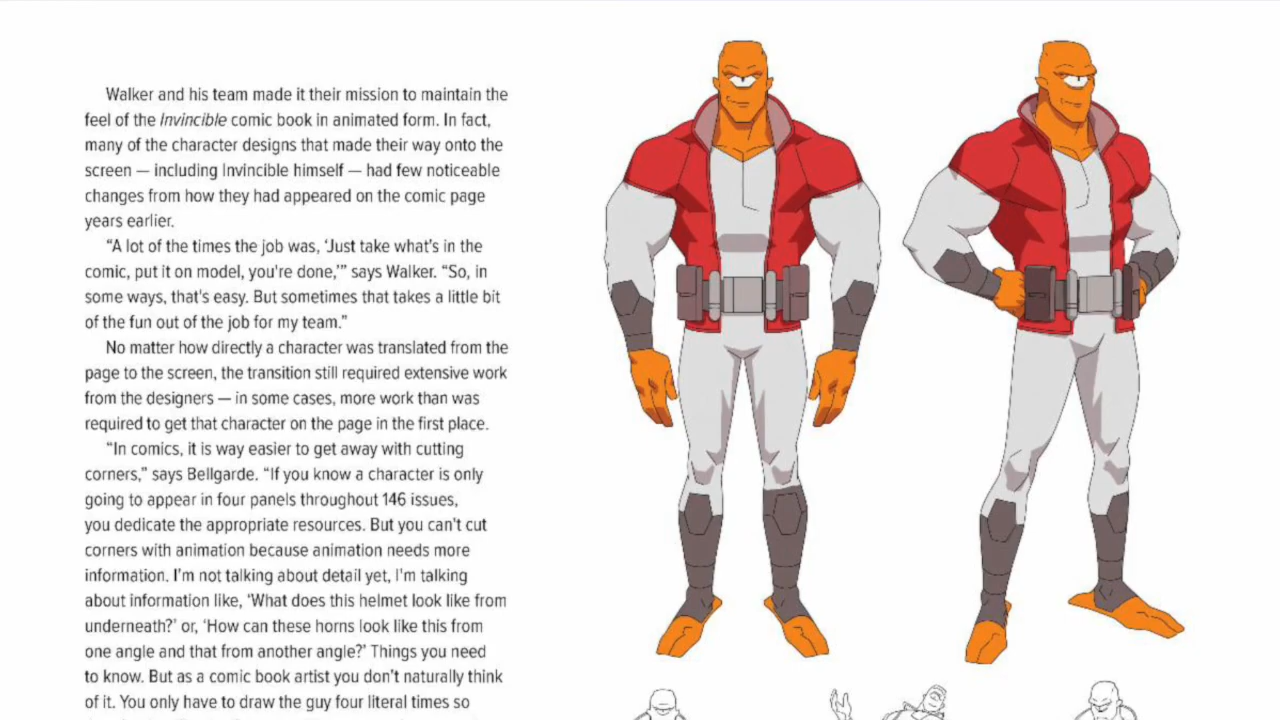 Walker and his team made it their mission to maintain the
feel of the Invincible comic book in animated form. In fact,
many of the character designs that made their way onto the
screen — including Invincible himself — had few noticeable
changes from how they had appeared on the comic page
years earlier.
“A lot of the times the job was, ‘Just take what’s in the
comic, put it on model, you're done,’” says Walker. “So, in
some ways, that's easy. But sometimes that takes a little bit
of the fun out of the job for my team.”
No matter how directly a character was translated from the
page to the screen, the transition still required extensive work
from the designers — in some cases, more work than was
required to get that character on the page in the first place.
“In comics, it is way easier to get away with cutting
corners,” says Bellgarde. “If you know a character is only
going to appear in four panels throughout 146 issues,
you dedicate the appropriate resources. But you can't cut
corners with animation because animation needs more
information. I'm not talking about detail yet, I'm talking
about information like, ‘What does this helmet look like from
underneath?’ or, ‘How can these horns look like this from
one angle and that from another angle?’ Things you need
to know. But as a comic book artist you don't naturally think
of it. You only have to draw the guy four literal times so